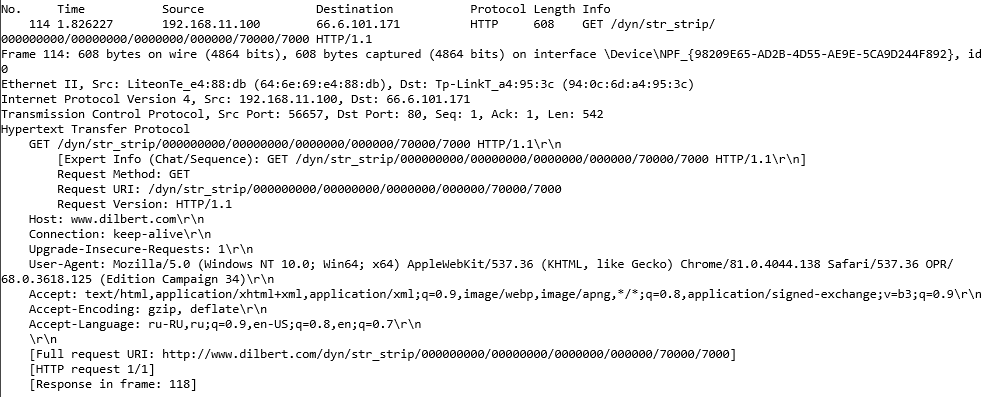 No.     Time           Source                Destination           Protocol Length Info
    114 1.826227       192.168.11.100        66.6.101.171          HTTP     608    GET /dyn/str_strip/
000000000/00000000/0000000/000000/70000/7000 HTTP/1.1
Frame 114: 608 bytes on wire (4864 bits), 608 bytes captured (4864 bits) on interface \Device\NPF_{98209E65-AD2B-4D55-AE9E-5CA9D244F892}, id
0
Ethernet II, Src: LiteonTe_e4:88:db (64:6e:69:e4:88:db), Dst: Tp-LinkT_a4:95:3c (94:0c:6d:a4:95:3c)
Internet Protocol Version 4, Src: 192.168.11.100, Dst: 66.6.101.171
Transmission Control Protocol, Src Port: 56657, Dst Port: 80, Seq: 1, Ack: 1, Len: 542
Hypertext Transfer Protocol
    GET /dyn/str_strip/000000000/00000000/0000000/000000/70000/7000 HTTP/1.1\r\n
        [Expert Info (Chat/Sequence): GET /dyn/str_strip/000000000/00000000/0000000/000000/70000/7000 HTTP/1.1\r\n]
        Request Method: GET
        Request URI: /dyn/str_strip/000000000/00000000/0000000/000000/70000/7000
        Request Version: HTTP/1.1
    Host: www.dilbert.com\r\n
    Connection: keep-alive\r\n
    Upgrade-Insecure-Requests: 1\r\n
    User-Agent: Mozilla/5.0 (Windows NT 10.0; Win64; x64) AppleWebKit/537.36 (KHTML, like Gecko) Chrome/81.0.4044.138 Safari/537.36 OPR/
68.0.3618.125 (Edition Campaign 34)\r\n
    Accept: text/html,application/xhtml+xml,application/xml;q=0.9,image/webp,image/apng,*/*;q=0.8,application/signed-exchange;v=b3;q=0.9\r\n
    Accept-Encoding: gzip, deflate\r\n
    Accept-Language: ru-RU,ru;q=0.9,en-US;q=0.8,en;q=0.7\r\n
    \r\n
    [Full request URI: http://www.dilbert.com/dyn/str_strip/000000000/00000000/0000000/000000/70000/7000]
    [HTTP request 1/1]
    [Response in frame: 118]